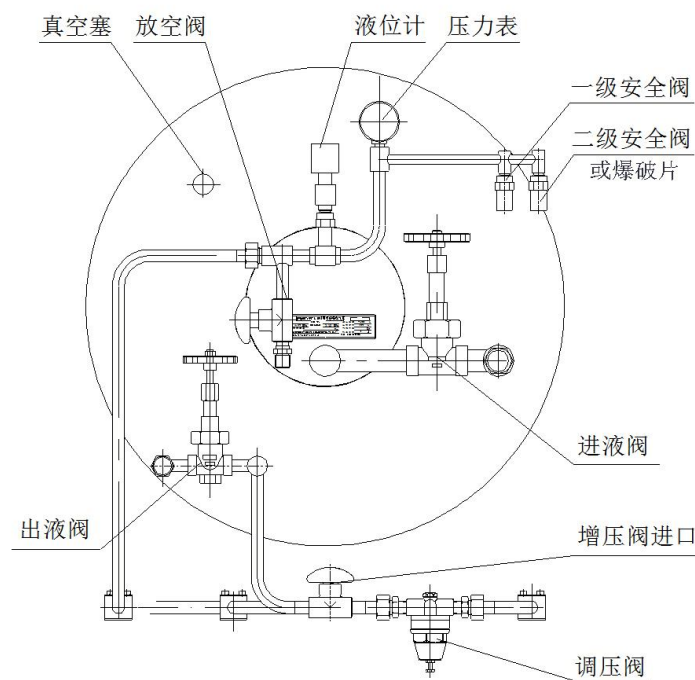 真空塞
放空阀
液位计
压力表
一级安全阀
二级安全阀
或爆破片
进液阀
出液阀
增压阀进口
调压阀